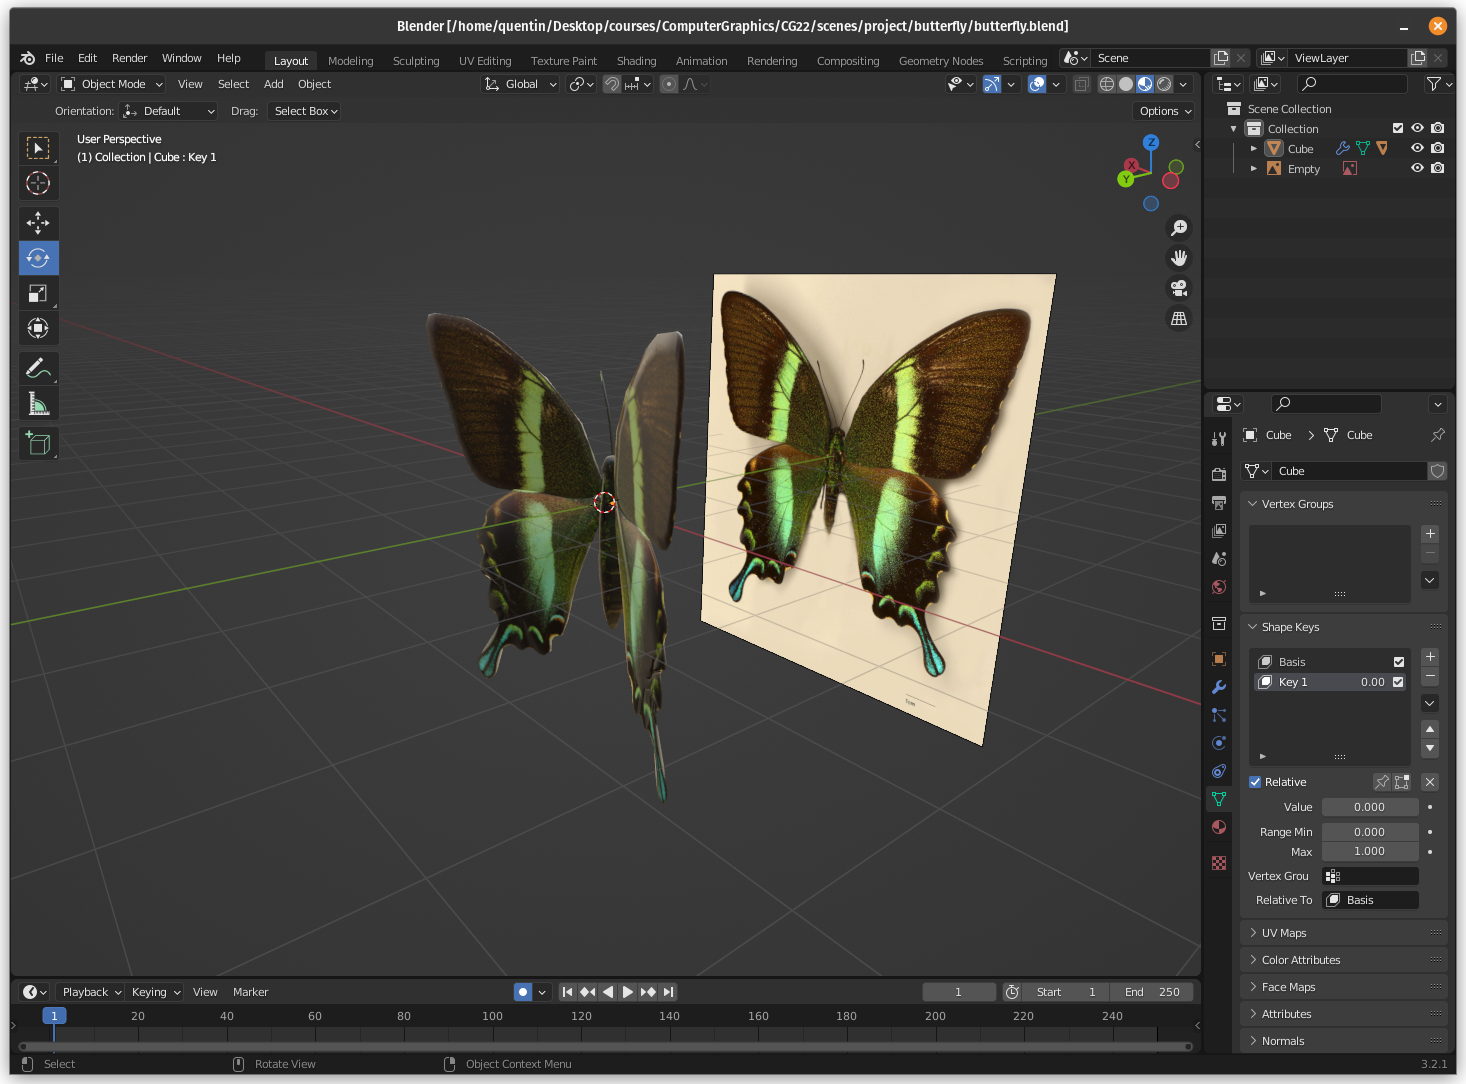 Blender [/home/quentin/Desktop/courses/ComputerGraphics/CG22/scenes/project/butterfly/butterfly.blend]
File Edit Render Window Help Layout Modeling Sculpting UV Editing Texture Paint Shading Animation Rendering Compositing Geometry Nodes Scripting Scene ViewLayer
Object Mode View Select Add Object Global
Orientation: Default Drag: Select Box Options
User Perspective
(1) Collection | Cube : Key 1
Z
X
Y
Scene Collection
Collection
Cube
Empty
Cube Cube
Cube
Vertex Groups
Shape Keys
Basis
Key 1 0.00
Relative
Value 0.000
Range Min 0.000
Max 1.000
Vertex Grou
Relative To Basis
UV Maps
Color Attributes
Face Maps
Attributes
Normals
Playback Keying View Marker 1 Start 1 End 250
1 20 40 60 80 100 120 140 160 180 200 220 240
Select Rotate View Object Context Menu 3.2.1